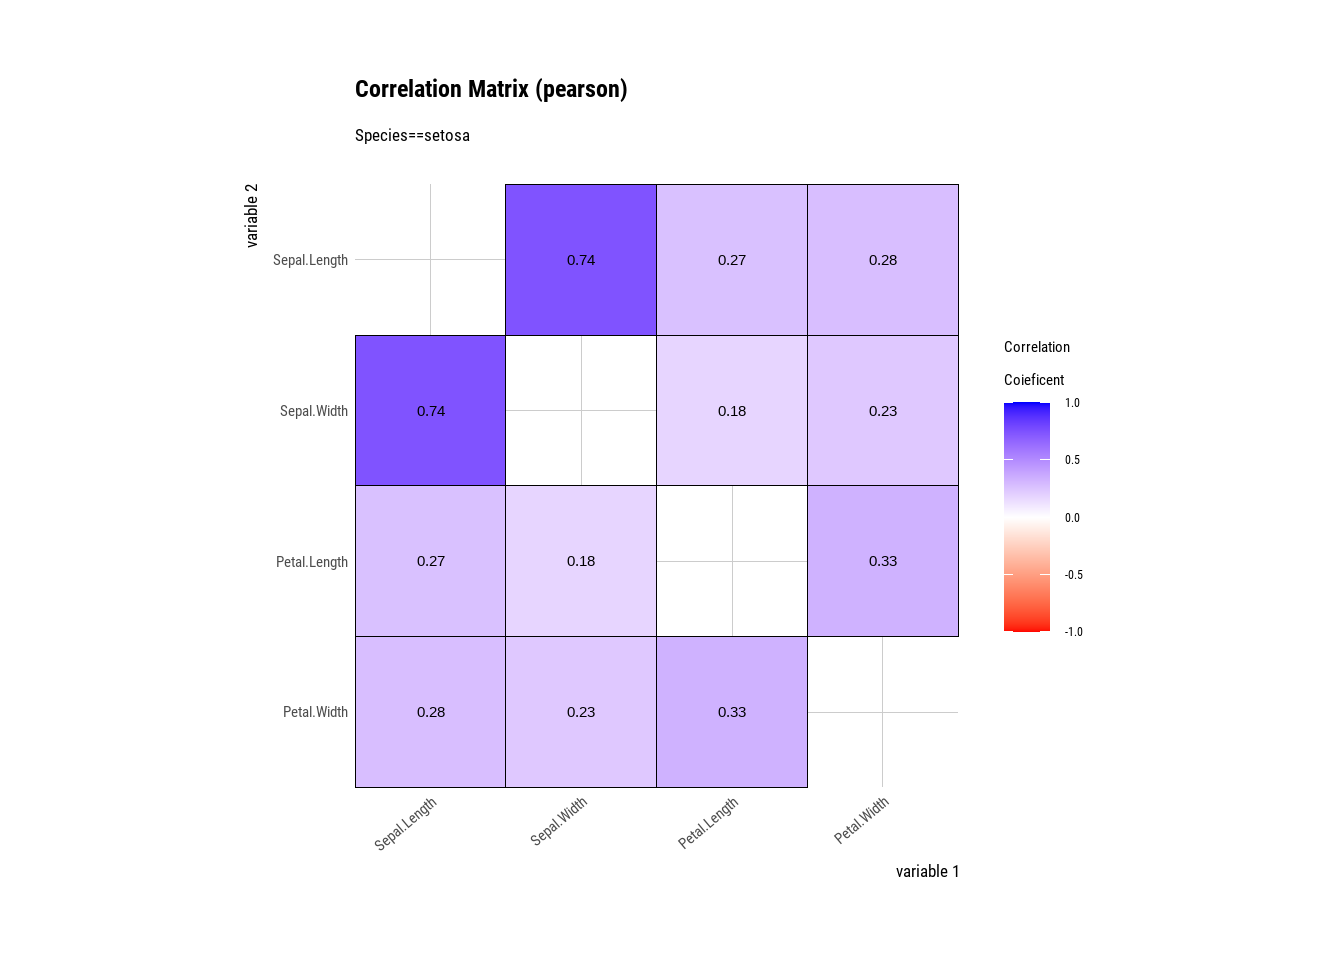 Correlation Matrix (pearson)
Species==setosa
variable 2
Sepal.Length
0.74
0.27
0.28
Sepal.Width
0.74
0.18
0.23
Petal.Length
0.27
0.18
0.33
Petal.Width
0.28
0.23
0.33
Sepal.Length
Sepal.Width
Petal.Length
Petal.Width
variable 1
Correlation
Coieficent
1.0
0.5
0.0
-0.5
-1.0